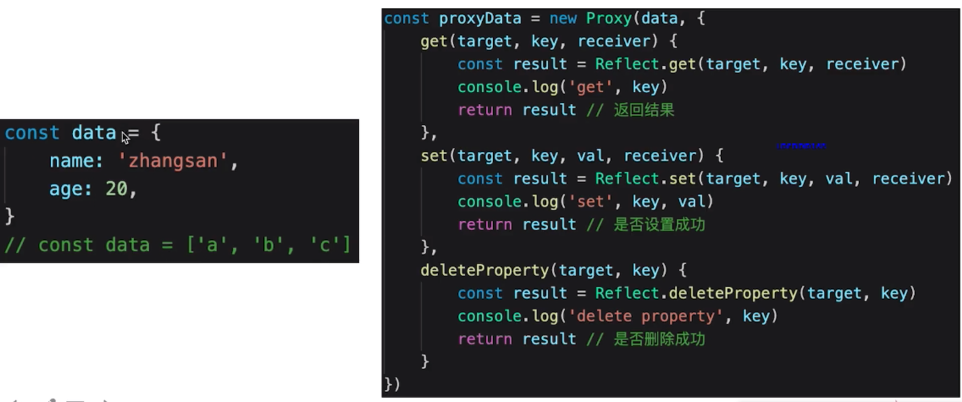 const data = {
    name: 'zhangsan',
    age: 20,
}
// const data = ['a', 'b', 'c']
const proxyData = new Proxy(data, {
    get(target, key, receiver) {
        const result = Reflect.get(target, key, receiver)
        console.log('get', key)
        return result // 返回结果
    },
    set(target, key, val, receiver) {
        const result = Reflect.set(target, key, val, receiver)
        console.log('set', key, val)
        return result // 是否设置成功
    },
    deleteProperty(target, key) {
        const result = Reflect.deleteProperty(target, key)
        console.log('delete property', key)
        return result // 是否删除成功
    }
})